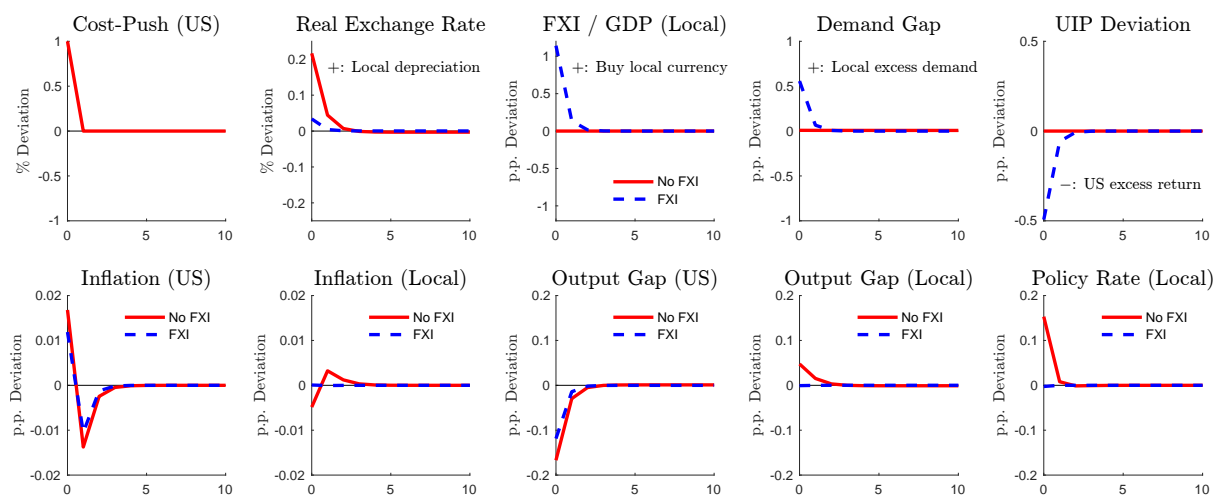 Cost-Push (US)
% Deviation
1
0.5
0
-0.5
-1
0 5 10
Real Exchange Rate
+: Local depreciation
% Deviation
0.2
0.1
0
-0.1
-0.2
0 5 10
FXI / GDP (Local)
+: Buy local currency
p.p. Deviation
1
0.5
0
-0.5
-1
No FXI
FXI
0 5 10
Demand Gap
+: Local excess demand
p.p. Deviation
1
0.5
0
-0.5
-1
0 5 10
UIP Deviation
−: US excess return
p.p. Deviation
0.5
0
-0.5
0 5 10
Inflation (US)
p.p. Deviation
0.02
0.01
0
-0.01
-0.02
No FXI
FXI
0 5 10
Inflation (Local)
p.p. Deviation
0.02
0.01
0
-0.01
-0.02
No FXI
FXI
0 5 10
Output Gap (US)
p.p. Deviation
0.2
0.1
0
-0.1
-0.2
No FXI
FXI
0 5 10
Output Gap (Local)
p.p. Deviation
0.2
0.1
0
-0.1
-0.2
No FXI
FXI
0 5 10
Policy Rate (Local)
p.p. Deviation
0.2
0.1
0
-0.1
-0.2
No FXI
FXI
0 5 10